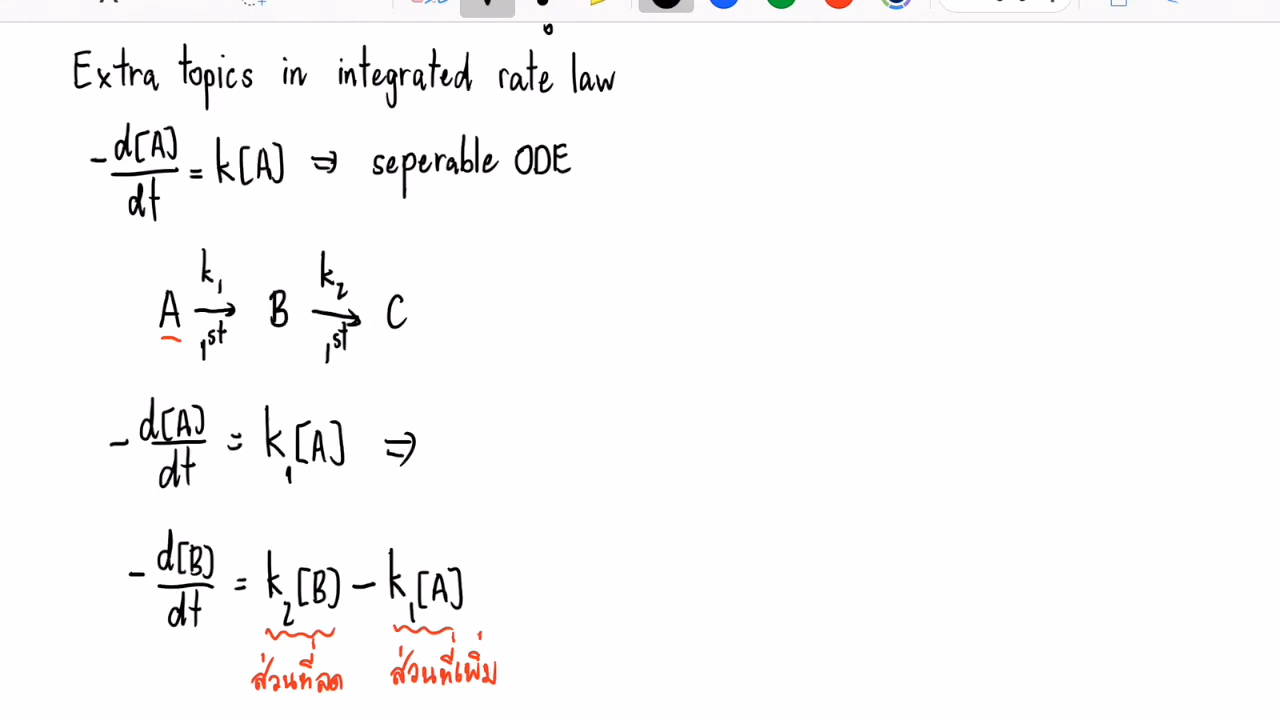 Extra topics in integrated rate law
-d[A]/dt = k[A] ⇒ seperable ODE
A k₁→ 1st B k₂→ 1st C
-d[A]/dt = k₁[A] ⇒
-d[B]/dt = k₂[B] - k₁[A]
ส่วนที่ลด ส่วนที่เพิ่ม